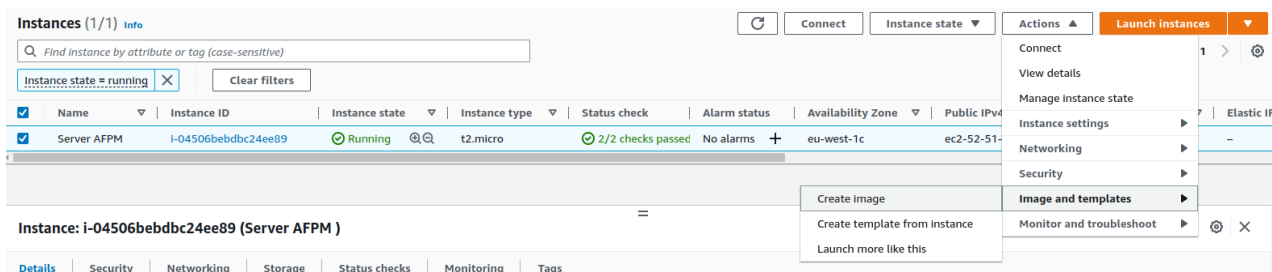 Instances (1/1) Info
Connect
Instance state
Actions
Launch instances
Find instance by attribute or tag (case-sensitive)
1
Instance state = running
Clear filters
Connect
View details
Manage instance state
Instance settings
Networking
Security
Image and templates
Monitor and troubleshoot
Name
Instance ID
Instance state
Instance type
Status check
Alarm status
Availability Zone
Public IPv4
Elastic IP
Server AFPM
i-04506bebdbc24ee89
Running
t2.micro
2/2 checks passed
No alarms +
eu-west-1c
ec2-52-51-
–
Create image
Create template from instance
Launch more like this
Instance: i-04506bebdbc24ee89 (Server AFPM )
Details
Security
Networking
Storage
Status checks
Monitoring
Tags